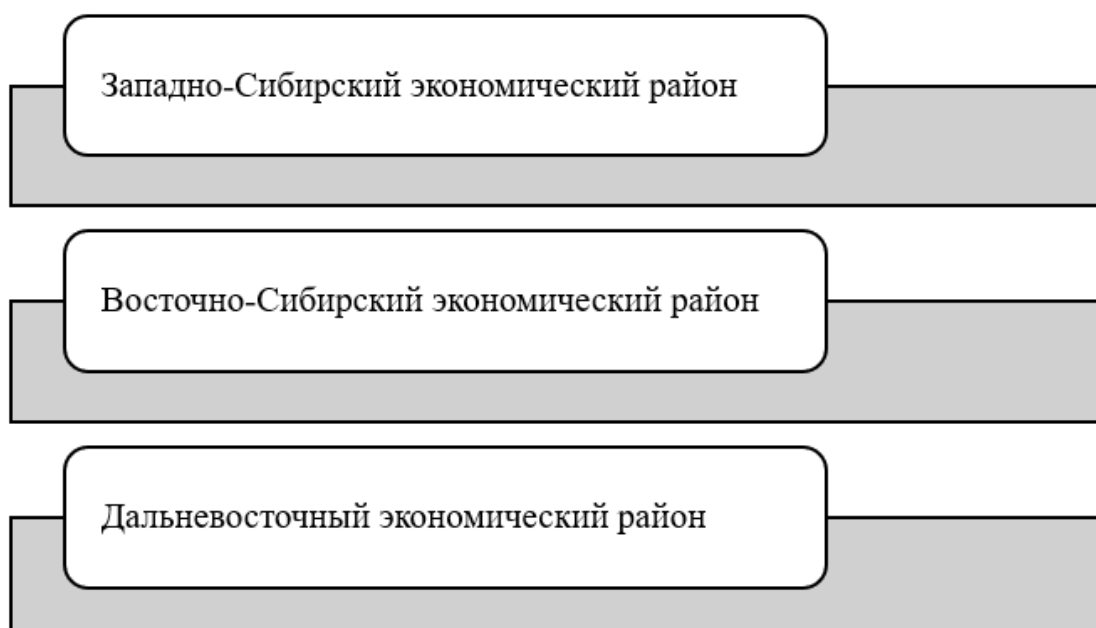 Западно-Сибирский экономический район
Восточно-Сибирский экономический район
Дальневосточный экономический район